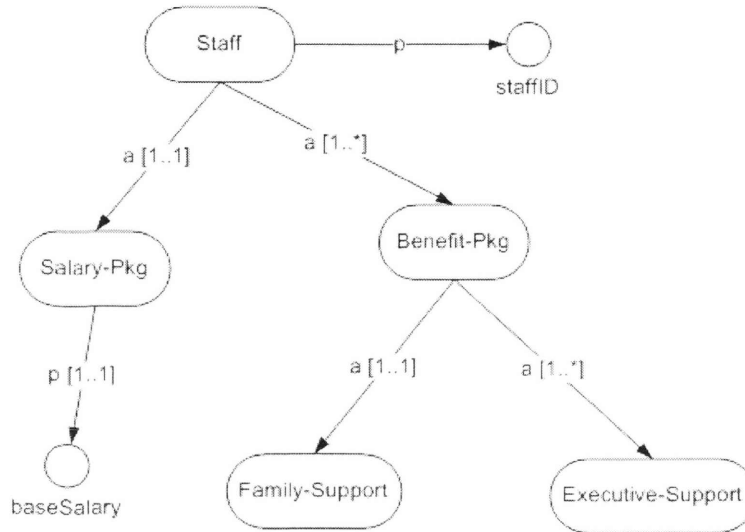 Staff
p
staffID
a [1..1]
a [1..*]
Salary-Pkg
Benefit-Pkg
p [1..1]
a [1..1]
a [1..*]
baseSalary
Family-Support
Executive-Support